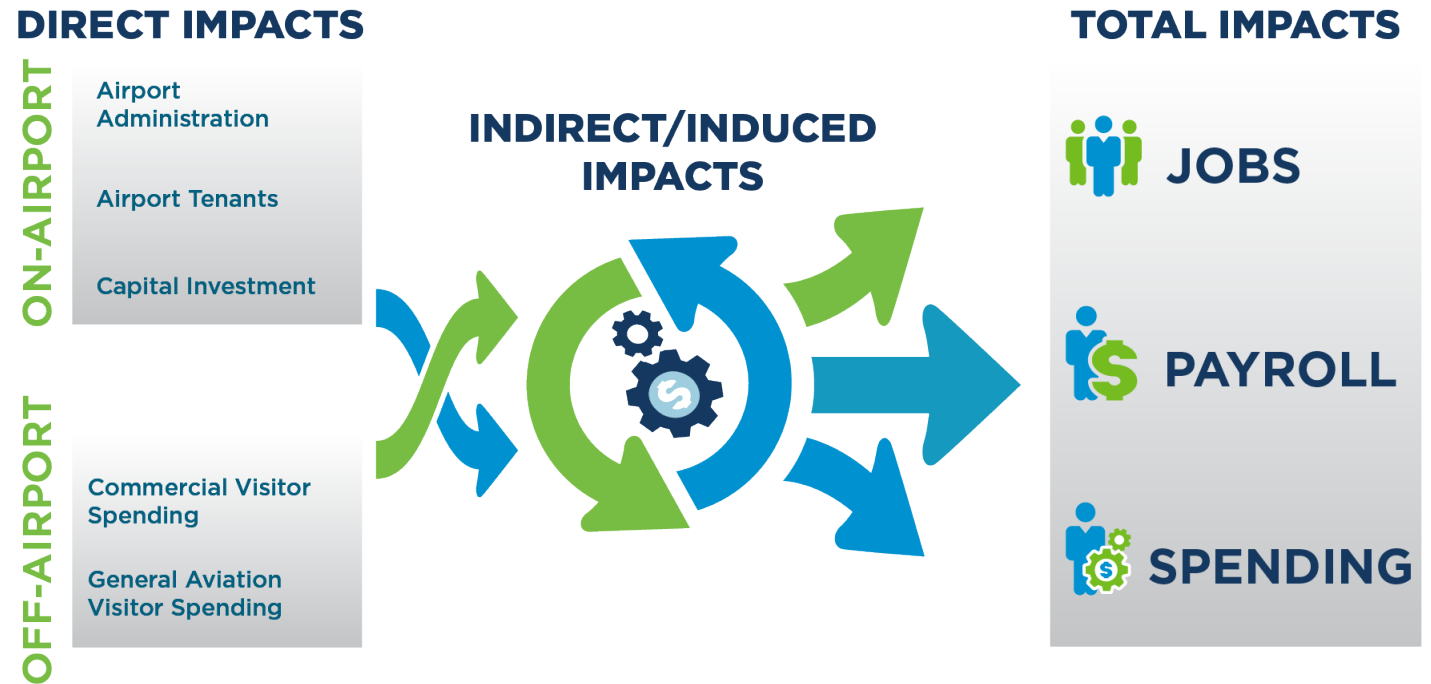 DIRECT IMPACTS
ON-AIRPORT
Airport
Administration
Airport Tenants
Capital Investment
OFF-AIRPORT
Commercial Visitor
Spending
General Aviation
Visitor Spending
INDIRECT/INDUCED
IMPACTS
$
TOTAL IMPACTS
JOBS
$
PAYROLL
$
SPENDING